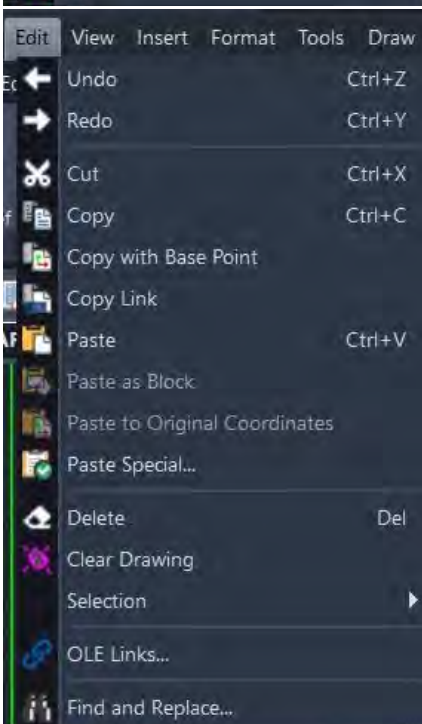 Edit View Insert Format Tools Draw
Undo Ctrl+Z
Redo Ctrl+Y
Cut Ctrl+X
Copy Ctrl+C
Copy with Base Point
Copy Link
Paste Ctrl+V
Paste as Block
Paste to Original Coordinates
Paste Special...
Delete Del
Clear Drawing
Selection
OLE Links...
Find and Replace...